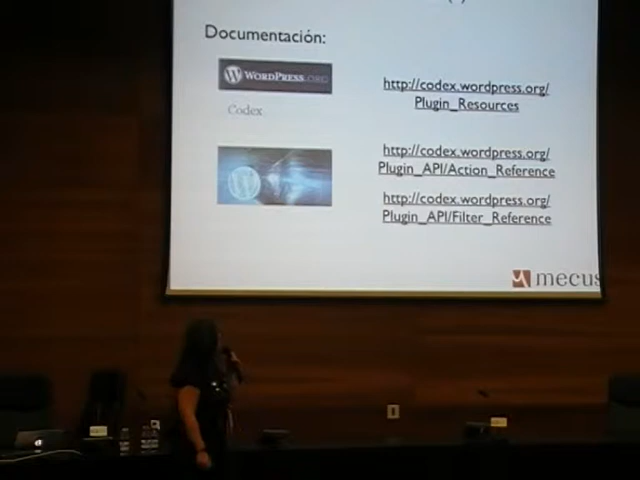 Documentación:
WORDPRESS.ORG
Codex
http://codex.wordpress.org/
Plugin_Resources
http://codex.wordpress.org/
Plugin_API/Action_Reference
http://codex.wordpress.org/
Plugin_API/Filter_Reference
mecus